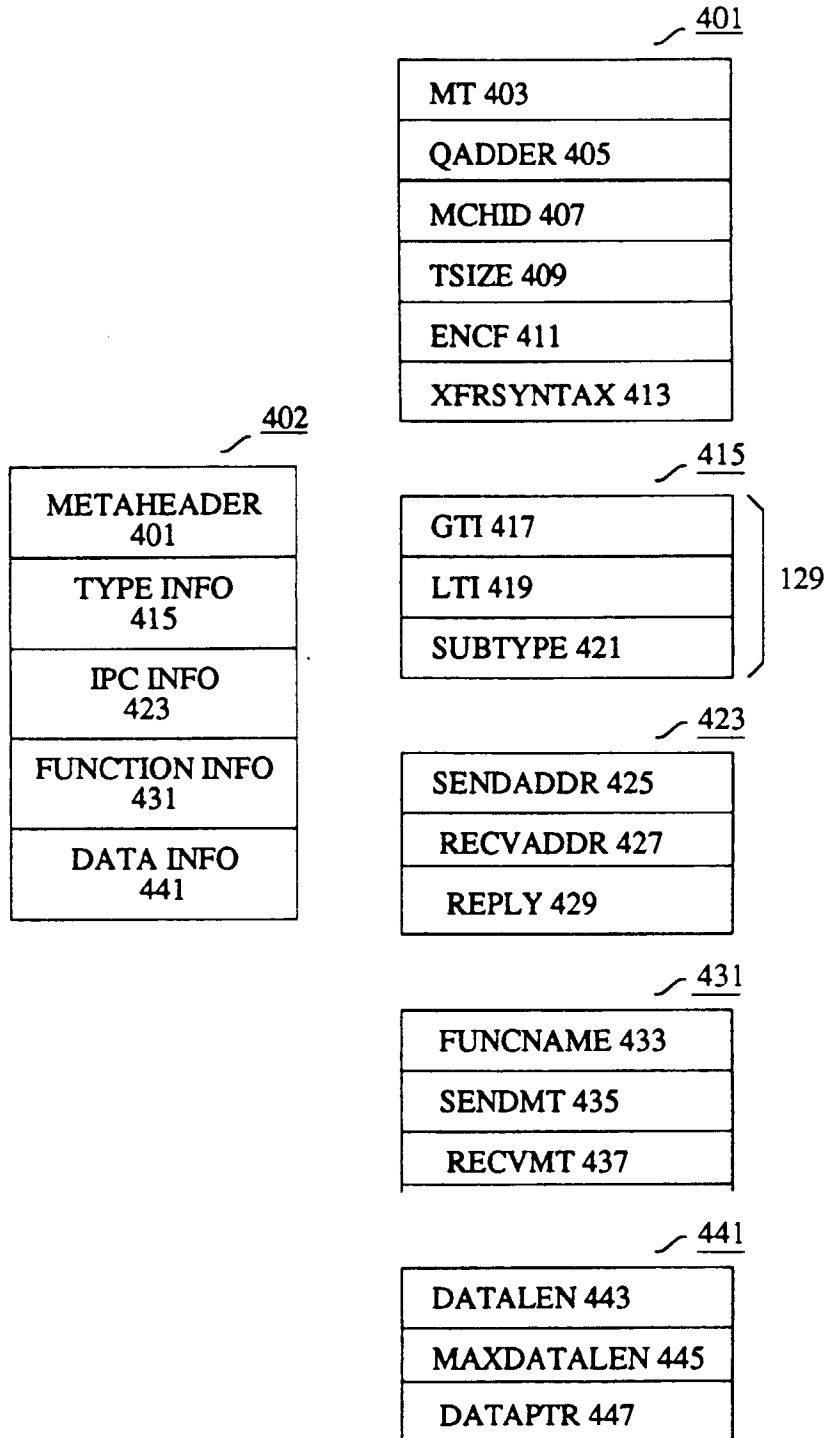 401
MT 403
QADDER 405
MCHID 407
TSIZE 409
ENCF 411
XFRSYNTAX 413
402
METAHEADER
401
TYPE INFO
415
IPC INFO
423
FUNCTION INFO
431
DATA INFO
441
415
GTI 417
LTI 419
SUBTYPE 421
129
423
SENDADDR 425
RECVADDR 427
REPLY 429
431
FUNCNAME 433
SENDMT 435
RECVMT 437
441
DATALEN 443
MAXDATALEN 445
DATAPTR 447